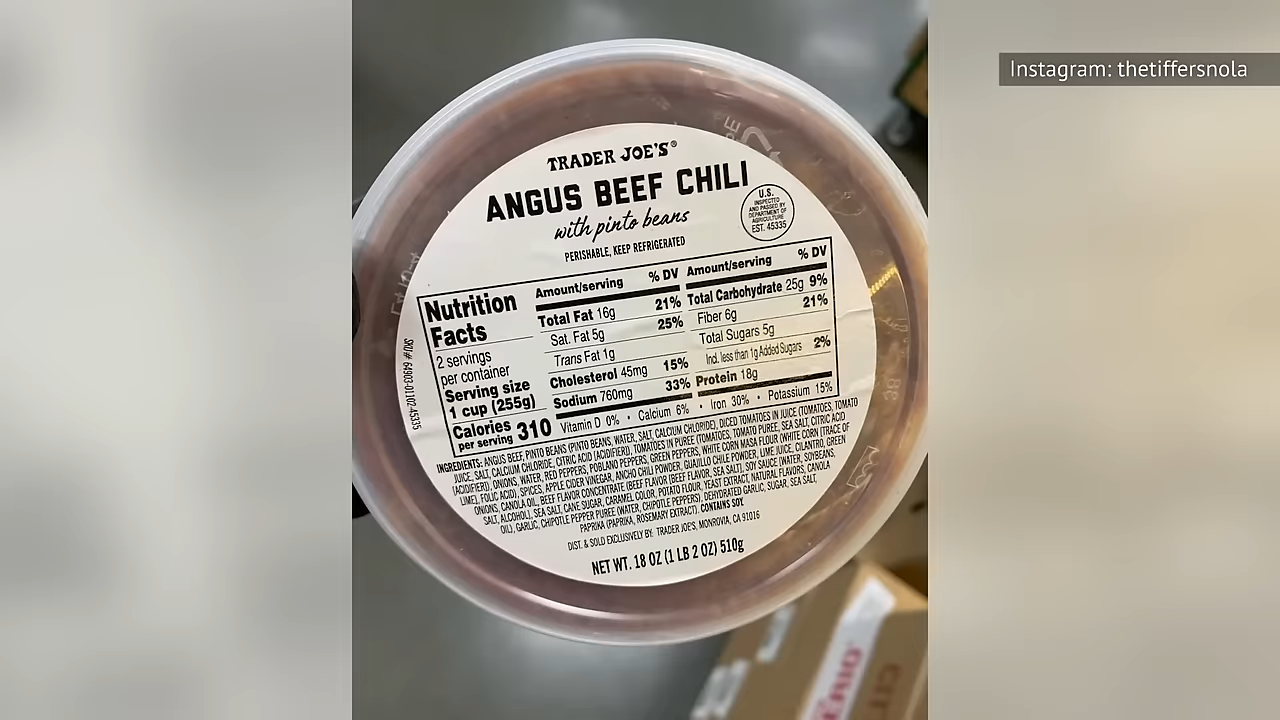 Instagram: thetiffersnola
TRADER JOE'S®
ANGUS BEEF CHILI
with pinto beans
PERISHABLE, KEEP REFRIGERATED
U.S.
INSPECTED
AND PASSED BY
DEPARTMENT OF
AGRICULTURE
EST. 45335
Nutrition
Facts
2 servings
per container
Serving size
1 cup (255g)
Calories
per serving 310
Amount/serving % DV
Total Fat 16g 21%
Sat. Fat 5g 25%
Trans Fat 1g
Cholesterol 45mg 15%
Sodium 760mg 33%
Amount/serving % DV
Total Carbohydrate 25g 9%
Fiber 6g 21%
Total Sugars 5g
Incl. less than 1g Added Sugars 2%
Protein 18g
Vitamin D 0% • Calcium 6% • Iron 30% • Potassium 15%
INGREDIENTS: ANGUS BEEF, PINTO BEANS (PINTO BEANS, WATER, SALT, CALCIUM CHLORIDE), DICED TOMATOES IN JUICE (TOMATOES, TOMATO
JUICE, SALT, CALCIUM CHLORIDE, CITRIC ACID (ACIDIFIER)), TOMATOES IN PUREE (TOMATOES, TOMATO PUREE, SEA SALT, CITRIC ACID
(ACIDIFIER)), ONIONS, WATER, RED PEPPERS, POBLANO PEPPERS, GREEN PEPPERS, WHITE CORN MASA FLOUR (WHITE CORN (TRACE OF
LIME), FOLIC ACID), SPICES, APPLE CIDER VINEGAR, ANCHO CHILI POWDER, GUAJILLO CHILE POWDER, LIME JUICE, CILANTRO, GREEN
ONIONS, CANOLA OIL, BEEF FLAVOR CONCENTRATE (BEEF FLAVOR (BEEF FLAVOR, SEA SALT), SOY SAUCE (WATER, SOYBEANS,
SALT, ALCOHOL), SEA SALT, CANE SUGAR, CARAMEL COLOR, POTATO FLOUR, YEAST EXTRACT, NATURAL FLAVORS, CANOLA
OIL), GARLIC, CHIPOTLE PEPPER PUREE (WATER, CHIPOTLE PEPPERS), DEHYDRATED GARLIC, SUGAR, SEA SALT,
PAPRIKA (PAPRIKA, ROSEMARY EXTRACT). CONTAINS SOY.
DIST. & SOLD EXCLUSIVELY BY: TRADER JOE'S, MONROVIA, CA 91016
NET WT. 18 OZ (1 LB 2 OZ) 510g
SKU# 64903-01102-45335